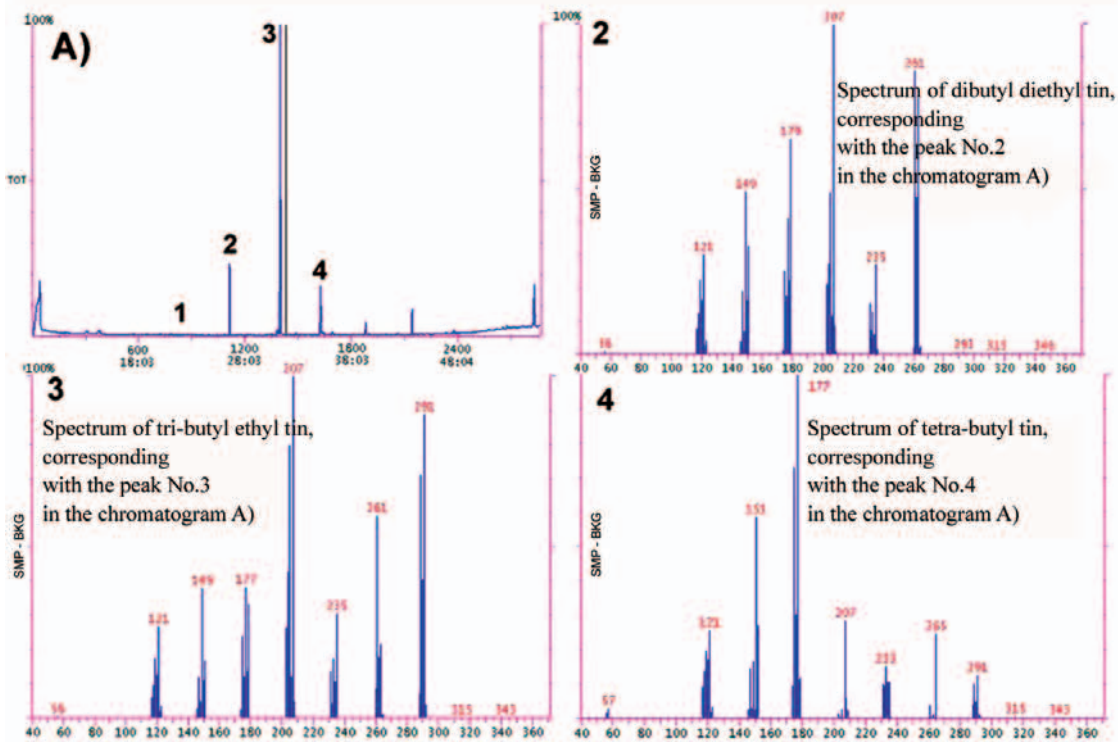 100%
A)
3
TOT
2
4
1
600 1200 1800 2400
18:03 28:03 38:03 48:04
100%
2
207
Spectrum of dibutyl diethyl tin,
corresponding
with the peak No.2
in the chromatogram A)
179
149
121
235
SMP - BKG
291 315
40 60 80 100 120 140 160 180 200 220 240 260 280 300 320 340 360
100%
3
207
291
Spectrum of tri-butyl ethyl tin,
corresponding
with the peak No.3
in the chromatogram A)
261
149 177
235
121
SMP - BKG
315 343
40 60 80 100 120 140 160 180 200 220 240 260 280 300 320 340 360
4
177
Spectrum of tetra-butyl tin,
corresponding
with the peak No.4
in the chromatogram A)
151
121
207
265
233
291
SMP - BKG
57
315 343
40 60 80 100 120 140 160 180 200 220 240 260 280 300 320 340 360